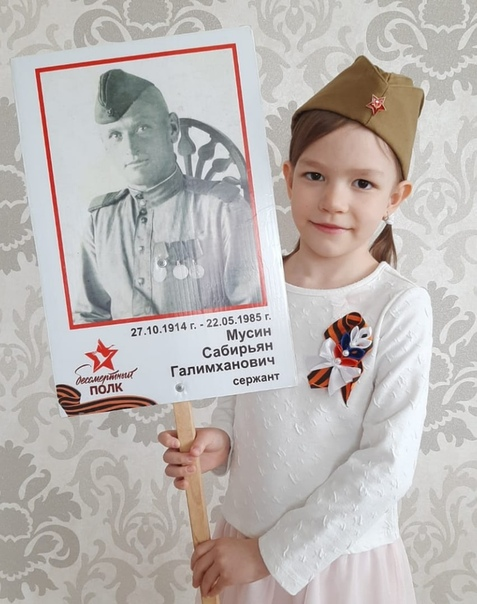 27.10.1914 г. - 22.05.1985 г.
Мусин
Сабирьян
Галимханович
сержант
бессмертный
ПОЛК